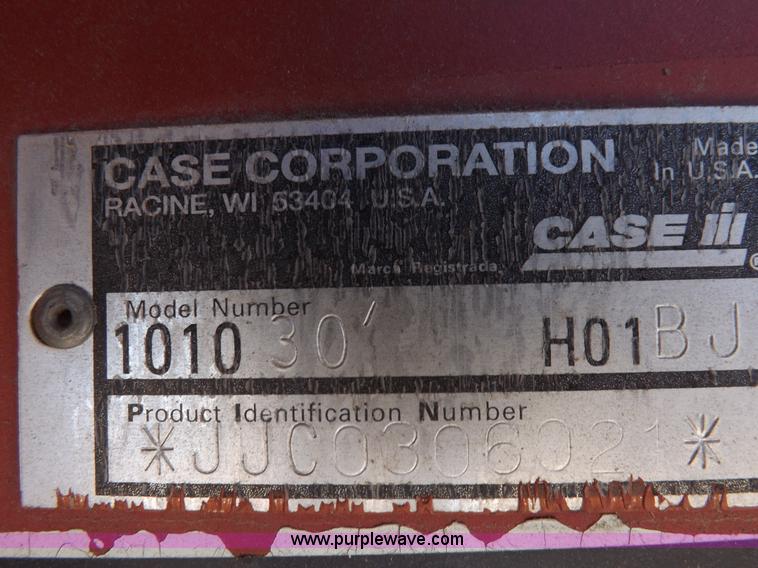 CASE CORPORATION Made
RACINE, WI 53404 U.S.A. In U.S.A.
CASE IH ®
Marca Registrada
Model Number
1010 30' H01BJ
Product Identification Number
*JJC0306021*
www.purplewave.com